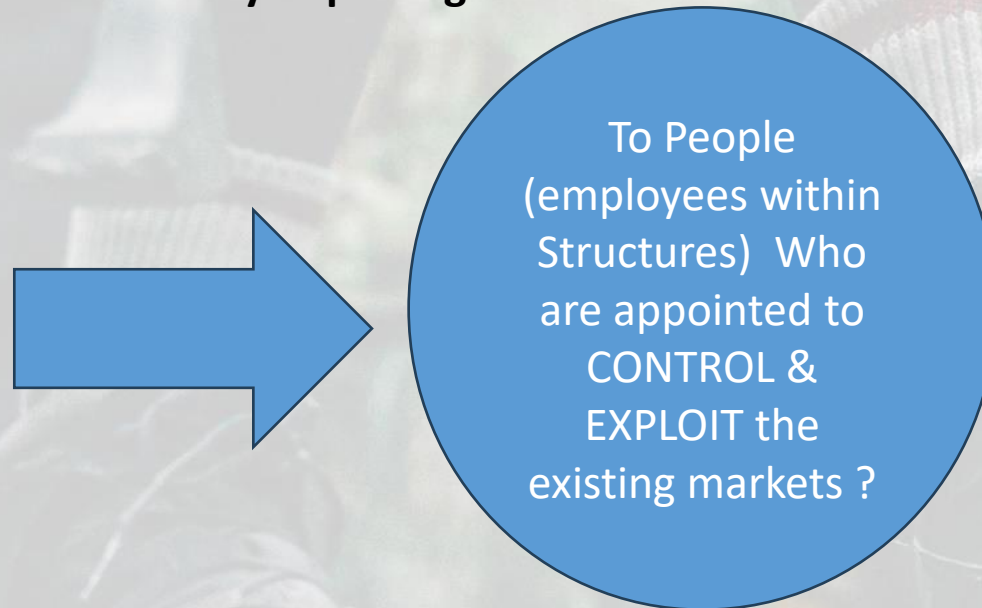 To People
(employees within
Structures)  Who
are appointed to
CONTROL &
EXPLOIT the
existing markets ?